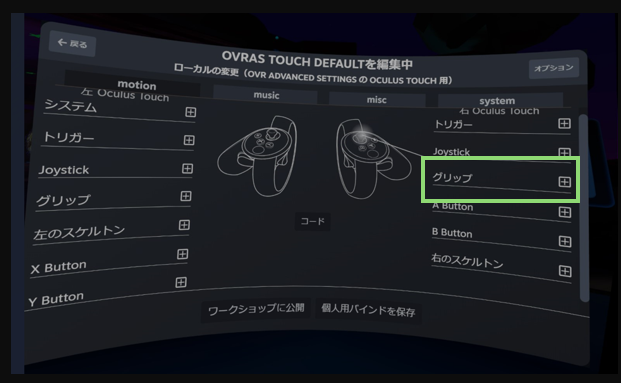 ← 戻る
OVRAS TOUCH DEFAULTを編集中
オプション
ローカルの変更（OVR ADVANCED SETTINGS の OCULUS TOUCH 用）
motion
music
misc
system
左 Oculus Touch
システム
トリガー
Joystick
グリップ
左のスケルトン
X Button
Y Button
コード
右 Oculus Touch
トリガー
Joystick
グリップ
A Button
B Button
右のスケルトン
ワークショップに公開
個人用バインドを保存